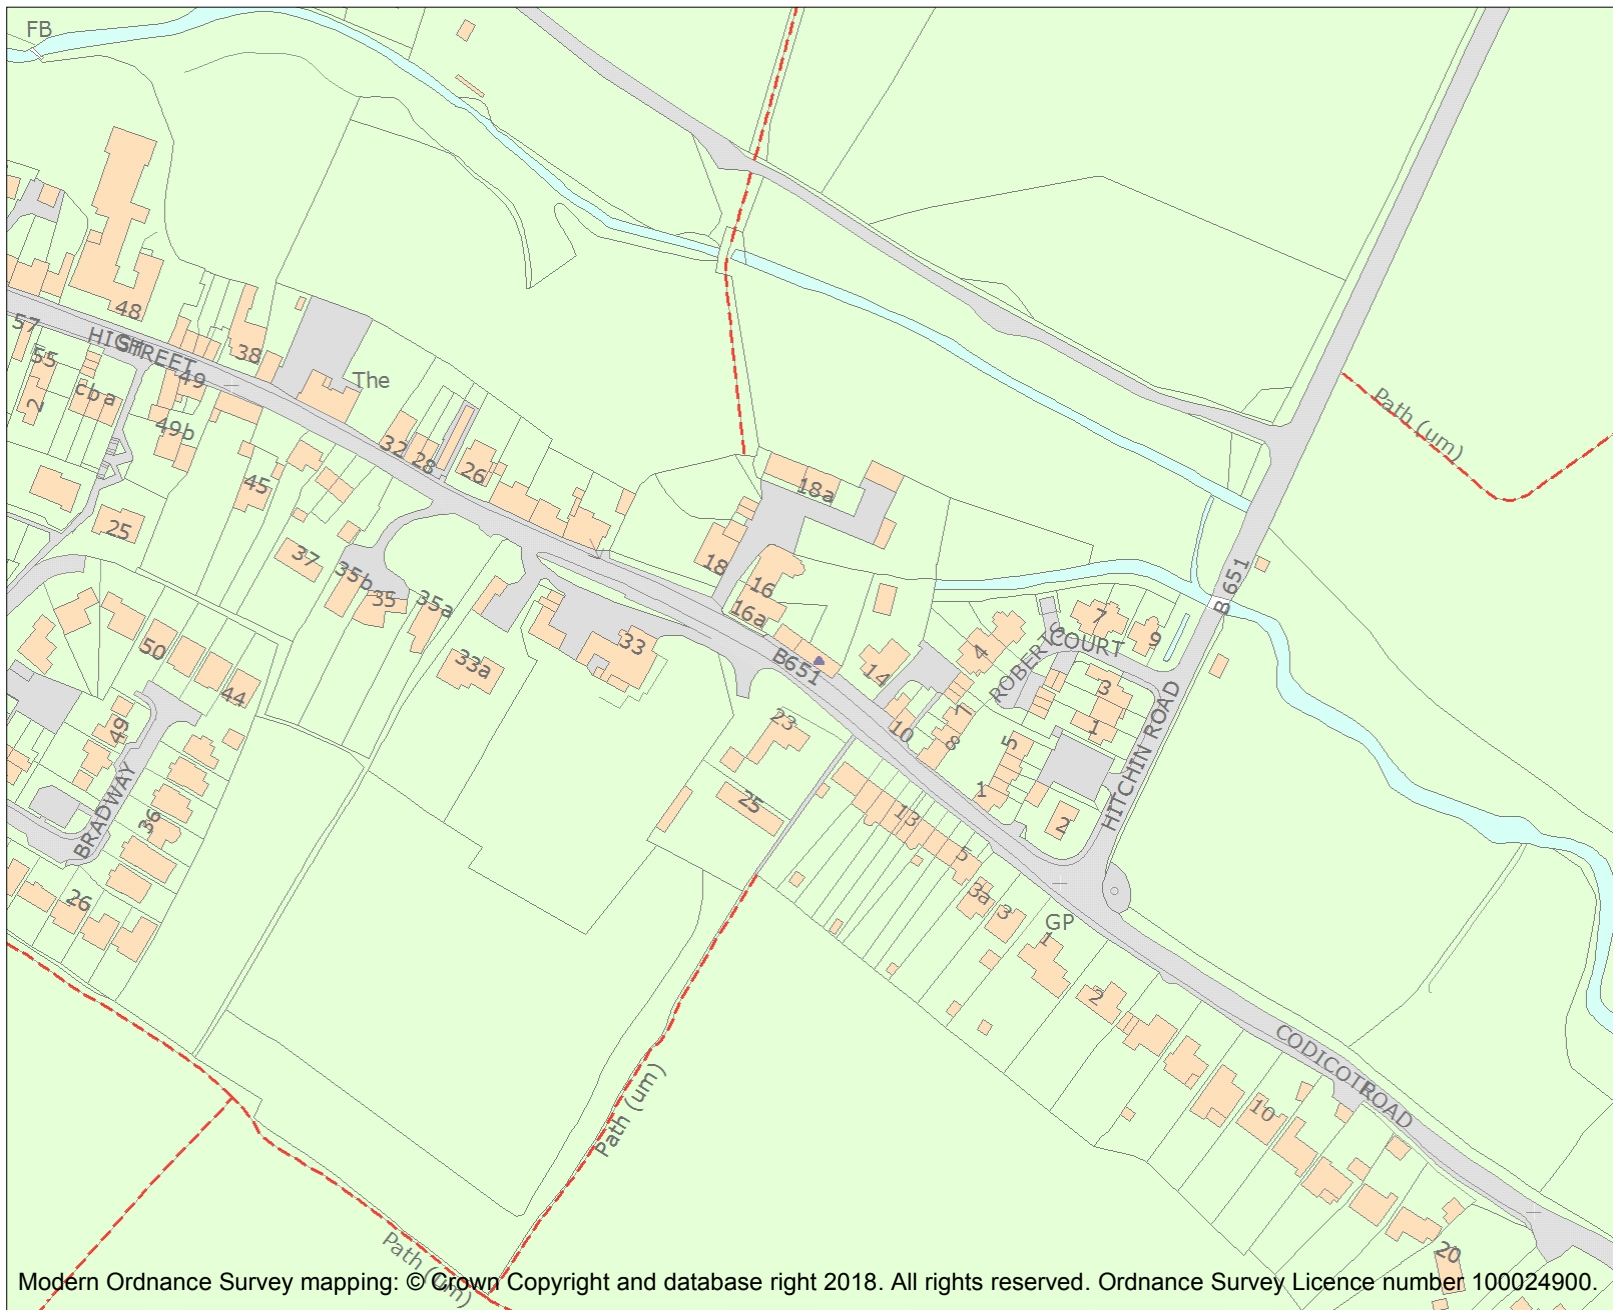 FB
48
57
HIGH
STREET
55
38
49
The
c b a
2
49b
32
28
26
45
18a
25
37
18
35b
35
35a
16
16a
Path (um)
B 651
33
33a
B651
50
44
14
4
ROBERTS
COURT
7
9
3
1
49
23
10
7
8
5
1
HITCHIN ROAD
2
25
13
36
BRADWAY
5
3a
3
26
GP
1
2
CODICOTE
ROAD
10
Path (um)
Path (um)
20
Modern Ordnance Survey mapping: © Crown Copyright and database right 2018. All rights reserved. Ordnance Survey Licence number 100024900.